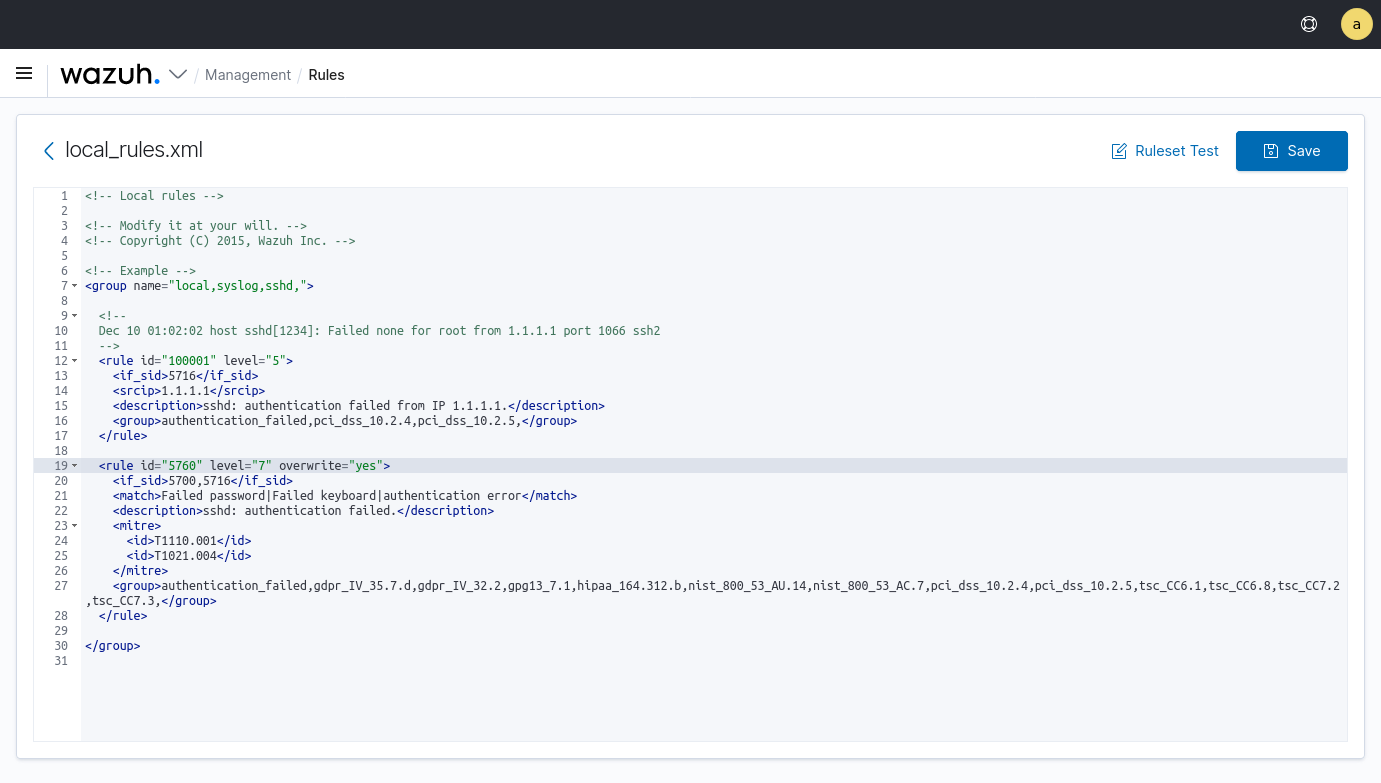 a
wazuh. / Management / Rules
local_rules.xml
Ruleset Test
Save
1 <!-- Local rules -->
2
3 <!-- Modify it at your will. -->
4 <!-- Copyright (C) 2015, Wazuh Inc. -->
5
6 <!-- Example -->
7 <group name="local,syslog,sshd,">
8
9   <!--
10   Dec 10 01:02:02 host sshd[1234]: Failed none for root from 1.1.1.1 port 1066 ssh2
11   -->
12   <rule id="100001" level="5">
13     <if_sid>5716</if_sid>
14     <srcip>1.1.1.1</srcip>
15     <description>sshd: authentication failed from IP 1.1.1.1.</description>
16     <group>authentication_failed,pci_dss_10.2.4,pci_dss_10.2.5,</group>
17   </rule>
18
19   <rule id="5760" level="7" overwrite="yes">
20     <if_sid>5700,5716</if_sid>
21     <match>Failed password|Failed keyboard|authentication error</match>
22     <description>sshd: authentication failed.</description>
23     <mitre>
24       <id>T1110.001</id>
25       <id>T1021.004</id>
26     </mitre>
27     <group>authentication_failed,gdpr_IV_35.7.d,gdpr_IV_32.2,gpg13_7.1,hipaa_164.312.b,nist_800_53_AU.14,nist_800_53_AC.7,pci_dss_10.2.4,pci_dss_10.2.5,tsc_CC6.1,tsc_CC6.8,tsc_CC7.2
,tsc_CC7.3,</group>
28   </rule>
29
30 </group>
31